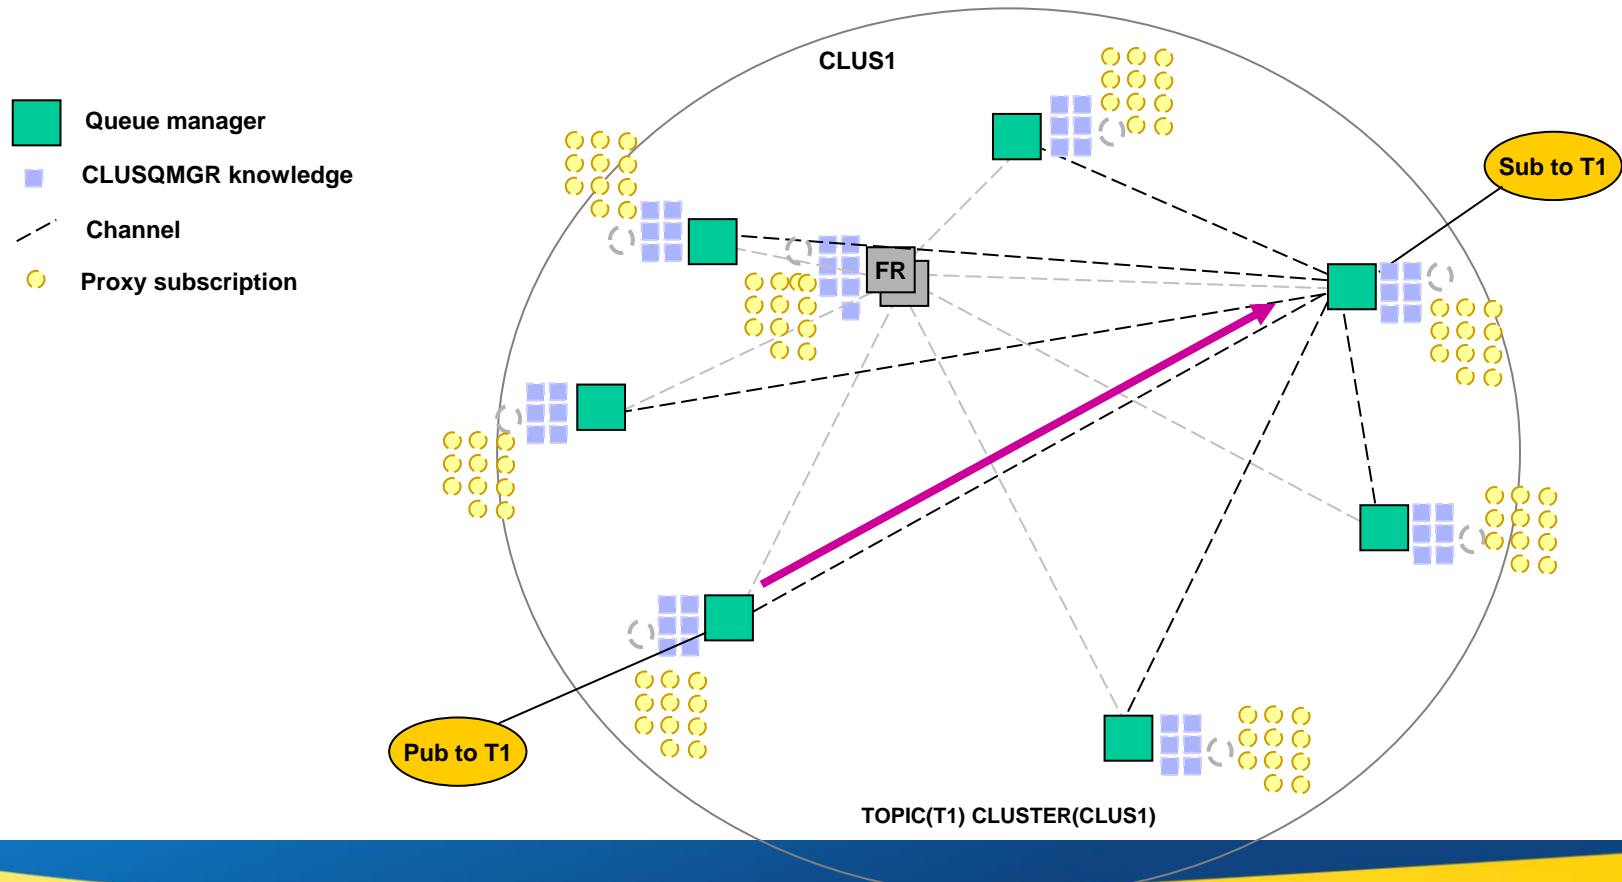 CLUS1
Queue manager
CLUSQMGR knowledge
Channel
Proxy subscription
Sub to T1
FR
Pub to T1
TOPIC(T1) CLUSTER(CLUS1)